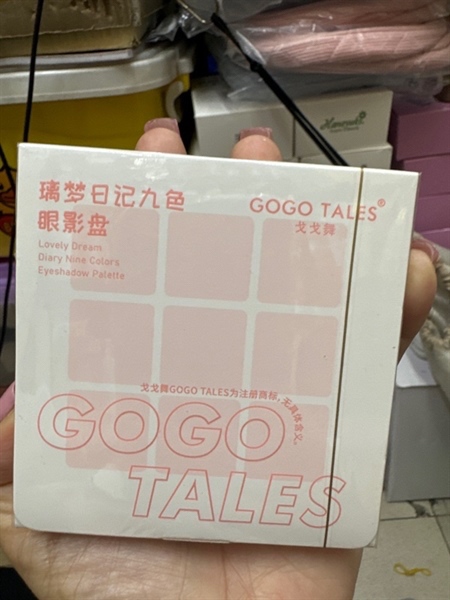 璃梦日记九色
眼影盘
Lovely Dream
Diary Nine Colors
Eyeshadow Palette
GOGO TALES®
戈戈舞
戈戈舞GOGO TALES为注册商标,无具体含义。
GOGO
TALES